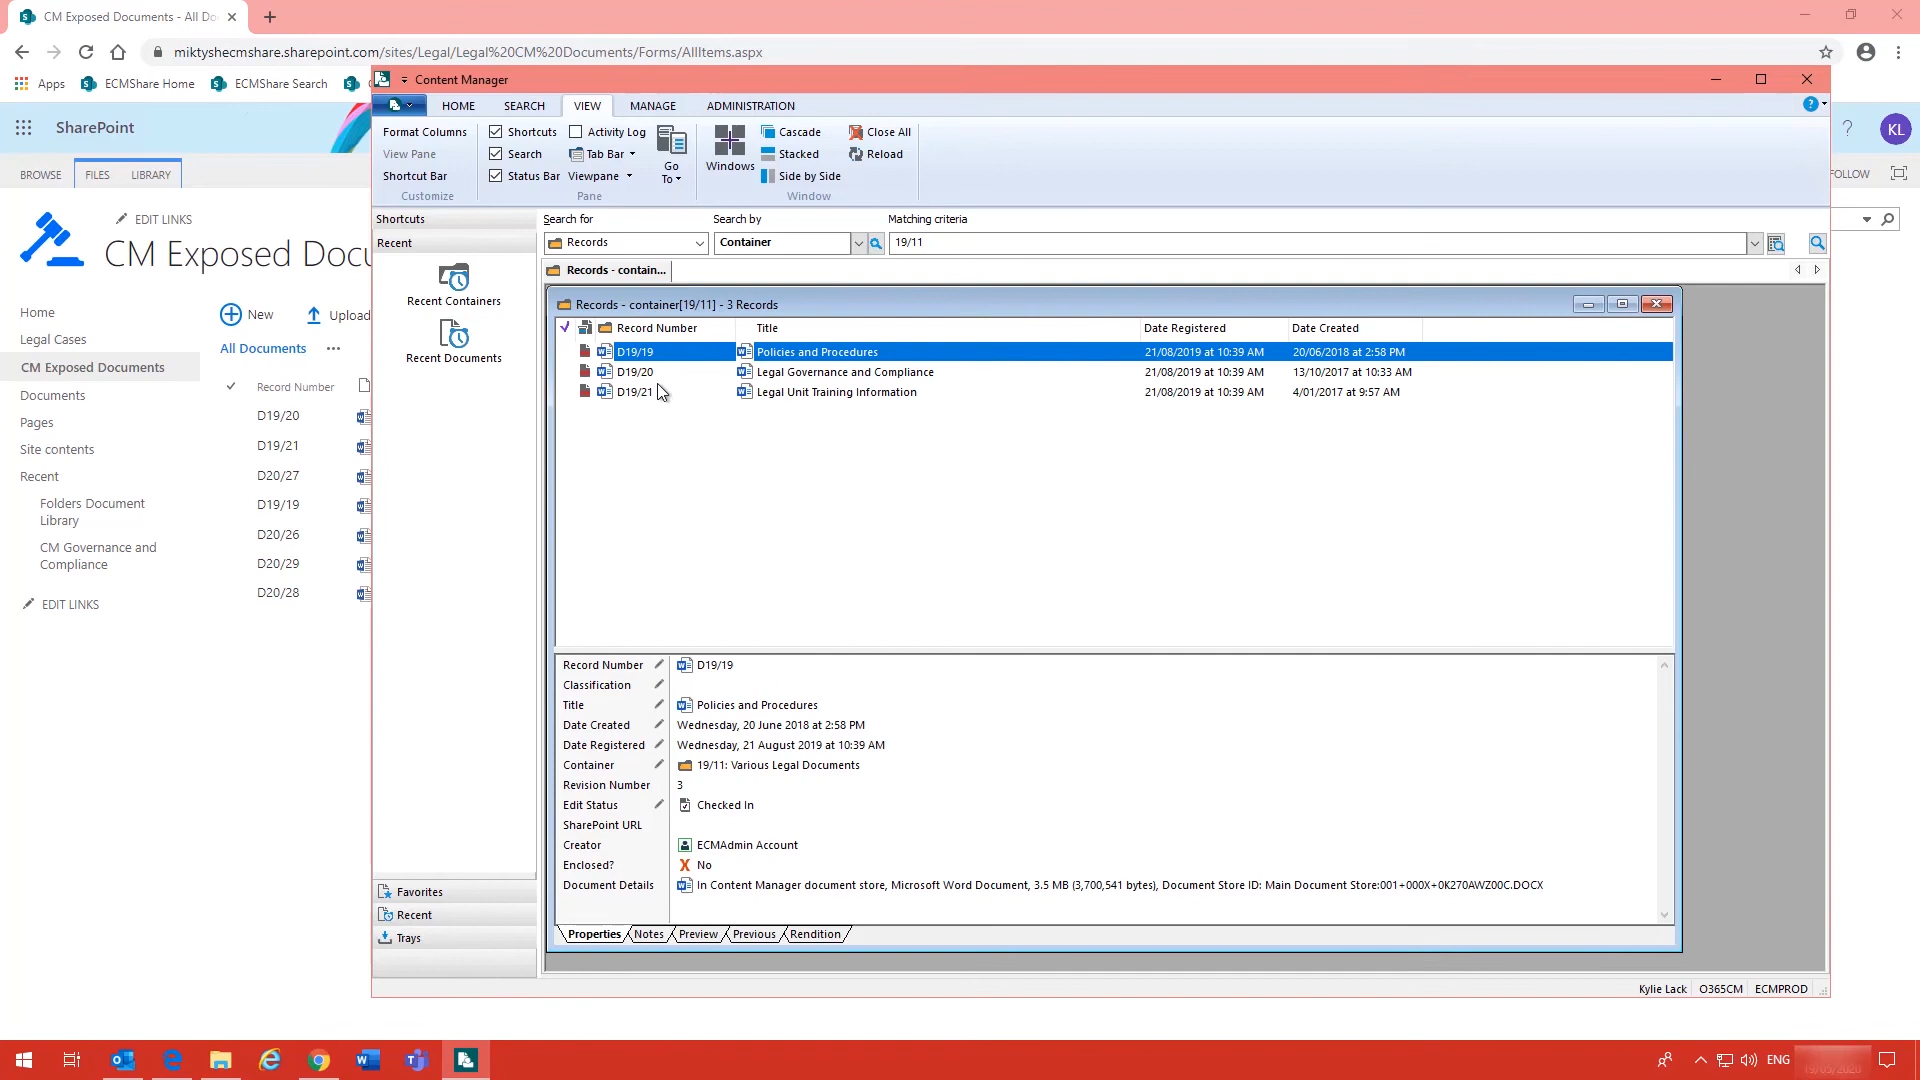 CM Exposed Documents - All Do
miktyshecmshare.sharepoint.com/sites/Legal/Legal%20CM%20Documents/Forms/AllItems.aspx
Apps
ECMShare Home
ECMShare Search
Content Manager
HOME
SEARCH
VIEW
MANAGE
ADMINISTRATION
SharePoint
KL
Format Columns
Shortcuts
Activity Log
Cascade
Close All
View Pane
Search
Tab Bar
Go To
Windows
Stacked
Reload
Shortcut Bar
Status Bar
Viewpane
Side by Side
Customize
Pane
Window
BROWSE
FILES
LIBRARY
FOLLOW
Shortcuts
Search for
Search by
Matching criteria
EDIT LINKS
Recent
Records
Container
19/11
CM Exposed Docu
Records - contain...
Recent Containers
Records - container[19/11] - 3 Records
Home
New
Upload
Record Number
Title
Date Registered
Date Created
Legal Cases
All Documents
Recent Documents
D19/19
Policies and Procedures
21/08/2019 at 10:39 AM
20/06/2018 at 2:58 PM
CM Exposed Documents
D19/20
Legal Governance and Compliance
21/08/2019 at 10:39 AM
13/10/2017 at 10:33 AM
Record Number
D19/21
Legal Unit Training Information
21/08/2019 at 10:39 AM
4/01/2017 at 9:57 AM
Documents
D19/20
Pages
D19/21
Site contents
D20/27
Recent
Folders Document
Library
D19/19
D20/26
CM Governance and
Compliance
D20/29
D20/28
EDIT LINKS
Record Number
D19/19
Classification
Title
Policies and Procedures
Date Created
Wednesday, 20 June 2018 at 2:58 PM
Date Registered
Wednesday, 21 August 2019 at 10:39 AM
Container
19/11: Various Legal Documents
Revision Number
3
Edit Status
Checked In
SharePoint URL
Creator
ECMAdmin Account
Enclosed?
No
Document Details
In Content Manager document store, Microsoft Word Document, 3.5 MB (3,700,541 bytes), Document Store ID: Main Document Store:001+000X+0K270AWZ00C.DOCX
Favorites
Recent
Trays
Properties
Notes
Preview
Previous
Rendition
Kylie Lack
O365CM
ECMPROD
ENG